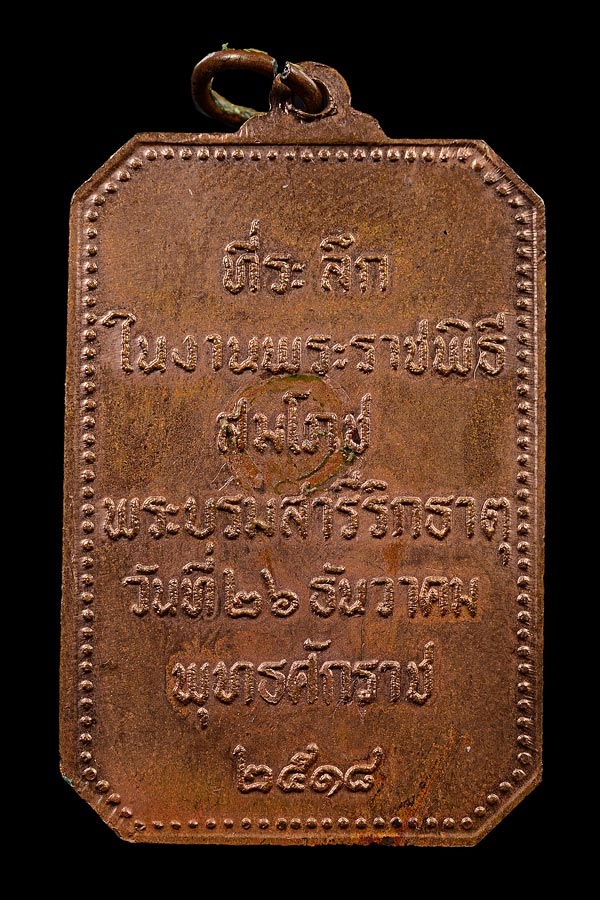 ที่ระลึก
ในงานพระราชพิธี
สมโภช
พระบรมสารีริกธาตุ
วันที่ ๒๖ ธันวาคม
พุทธศักราช
๒๕๑๘